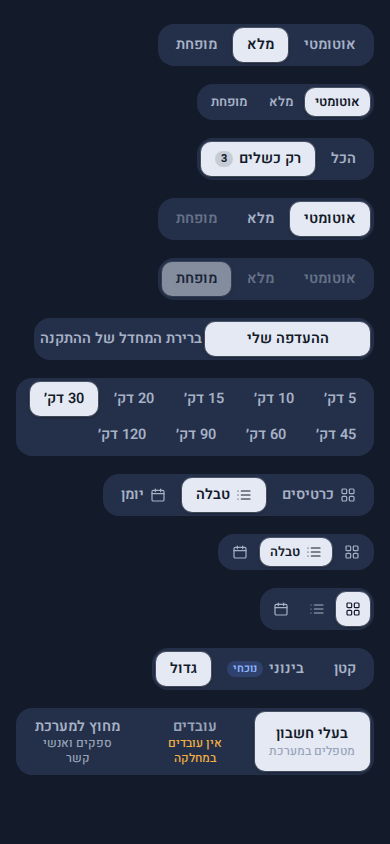 אוטומטי מלא מופחת
אוטומטי מלא מופחת
הכל רק כשלים 3
אוטומטי מלא מופחת
אוטומטי מלא מופחת
ההעדפה שלי ברירת המחדל של ההתקנה
5 דק׳ 10 דק׳ 15 דק׳ 20 דק׳ 30 דק׳
45 דק׳ 60 דק׳ 90 דק׳ 120 דק׳
כרטיסים טבלה יומן
טבלה
קטן בינוני נוכחי גדול
בעלי חשבון
מטפלים במערכת
עובדים
אין עובדים
במחלקה
מחוץ למערכת
ספקים ואנשי
קשר